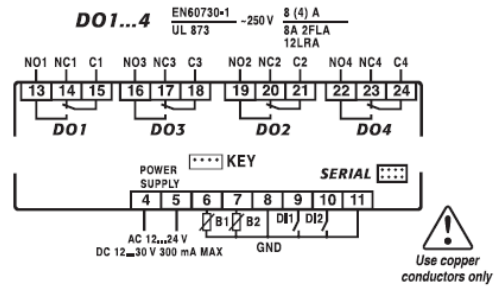 DO1...4 EN60730-1 ~250 V 8 (4) A
UL 873 8A 2FLA
12LRA
NO1 NC1 C1 NO3 NC3 C3 NO2 NC2 C2 NO4 NC4 C4
13 14 15 16 17 18 19 20 21 22 23 24
DO1 DO3 DO2 DO4
KEY
POWER
SUPPLY
SERIAL
4 5 6 7 8 9 10 11
B1 B2 DI1 DI2
AC 12...24 V
GND
DC 12...30 V 300 mA MAX
Use copper
conductors only